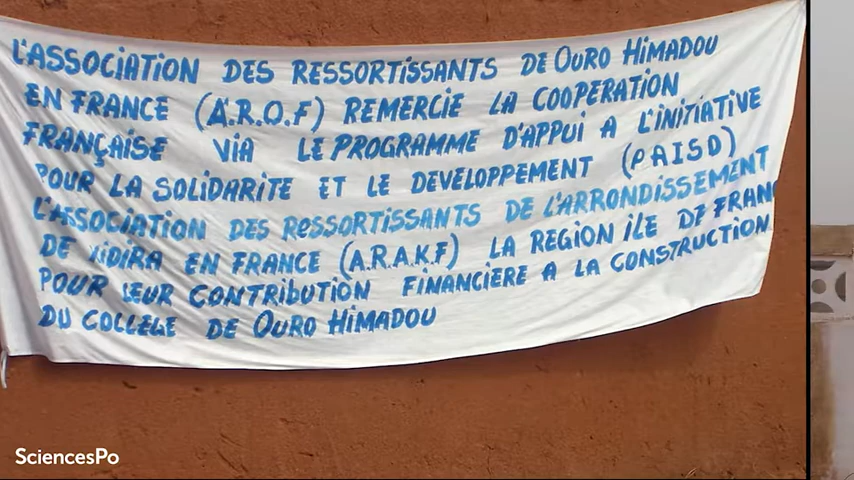 L'ASSOCIATION DES RESSORTISSANTS DE OURO HIMADOU
EN FRANCE (A.R.O.F) REMERCIE LA COOPERATION
FRANÇAISE VIA LE PROGRAMME D'APPUI A L'INITIATIVE
POUR LA SOLIDARITE ET LE DEVELOPPEMENT (PAISD)
L'ASSOCIATION DES RESSORTISSANTS DE L'ARRONDISSEMENT
DE EN FRANCE (A.R.A.K.F) LA REGION ILE DE FRAN
POUR LEUR CONTRIBUTION FINANCIERE A LA CONSTRUCTION
DU COLLEGE DE OURO HIMADOU
SciencesPo